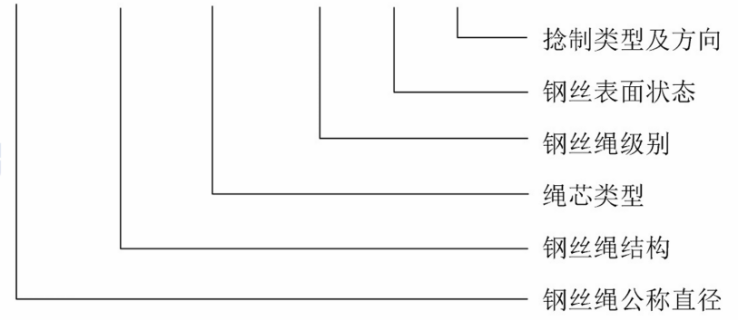 捻制类型及方向
钢丝表面状态
钢丝绳级别
绳芯类型
钢丝绳结构
钢丝绳公称直径